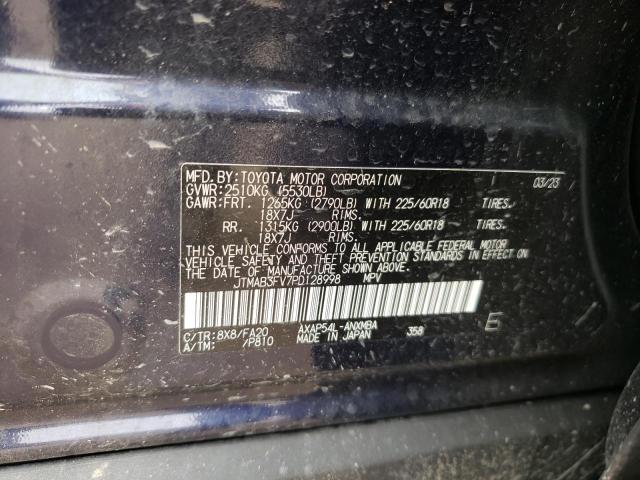 MFD. BY: TOYOTA MOTOR CORPORATION 03/23
GVWR: 2510KG (5530LB)
GAWR: FRT. 1265KG (2790LB) WITH 225/60R18 TIRES.
18X7J RIMS.
RR. 1315KG (2900LB) WITH 225/60R18 TIRES.
18X7J RIMS.
THIS VEHICLE CONFORMS TO ALL APPLICABLE FEDERAL MOTOR
VEHICLE SAFETY AND THEFT PREVENTION STANDARDS IN EFFECT ON
THE DATE OF MANUFACTURE SHOWN ABOVE.
JTMAB3FV7PD128998 MPV
C/TR: 8X8/FA20 AXAP54L-ANXMBA 358 E
A/TM: /P810 MADE IN JAPAN